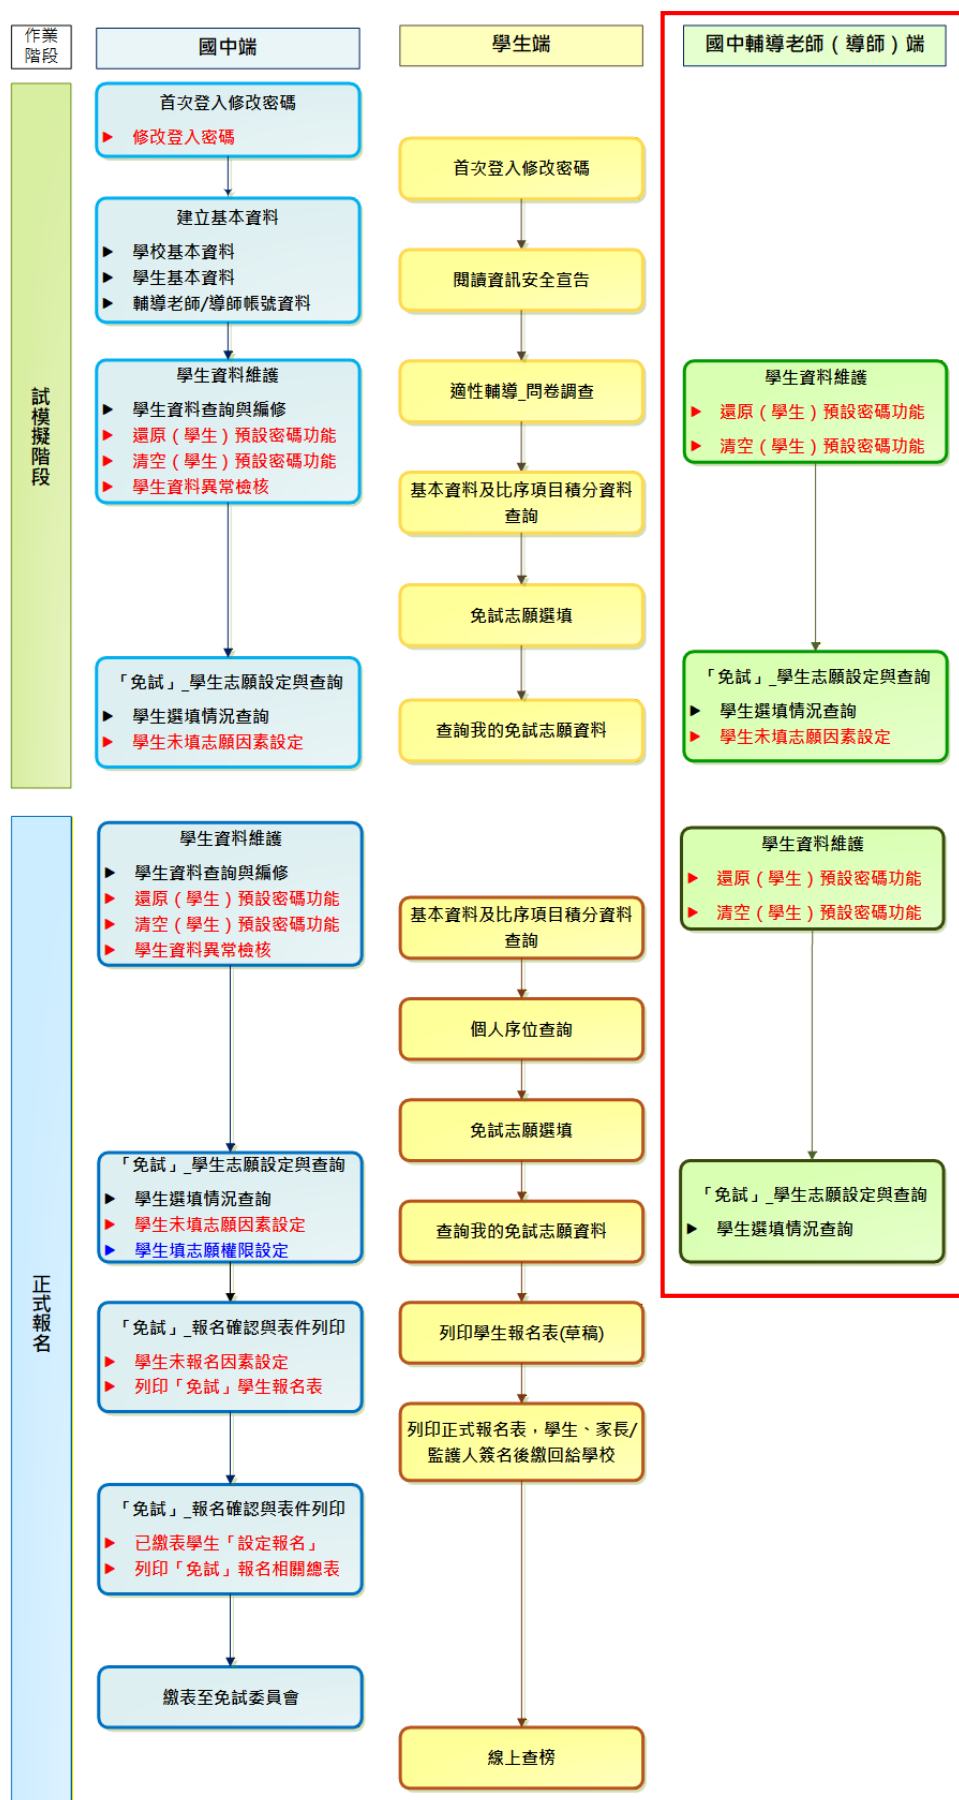 作業
階段
國中端
學生端
國中輔導老師（導師）端
試模擬階段
首次登入修改密碼
修改登入密碼
建立基本資料
學校基本資料
學生基本資料
輔導老師/導師帳號資料
學生資料維護
學生資料查詢與編修
還原（學生）預設密碼功能
清空（學生）預設密碼功能
學生資料異常檢核
「免試」_學生志願設定與查詢
學生選填情況查詢
學生未填志願因素設定
首次登入修改密碼
閱讀資訊安全宣告
適性輔導_問卷調查
基本資料及比序項目積分資料
查詢
免試志願選填
查詢我的免試志願資料
學生資料維護
還原（學生）預設密碼功能
清空（學生）預設密碼功能
「免試」_學生志願設定與查詢
學生選填情況查詢
學生未填志願因素設定
正式報名
學生資料維護
學生資料查詢與編修
還原（學生）預設密碼功能
清空（學生）預設密碼功能
學生資料異常檢核
「免試」_學生志願設定與查詢
學生選填情況查詢
學生未填志願因素設定
學生填志願權限設定
「免試」_報名確認與表件列印
學生未報名因素設定
列印「免試」學生報名表
「免試」_報名確認與表件列印
已繳表學生「設定報名」
列印「免試」報名相關總表
繳表至免試委員會
基本資料及比序項目積分資料
查詢
個人序位查詢
免試志願選填
查詢我的免試志願資料
列印學生報名表(草稿)
列印正式報名表，學生、家長/
監護人簽名後繳回給學校
線上查榜
學生資料維護
還原（學生）預設密碼功能
清空（學生）預設密碼功能
「免試」_學生志願設定與查詢
學生選填情況查詢